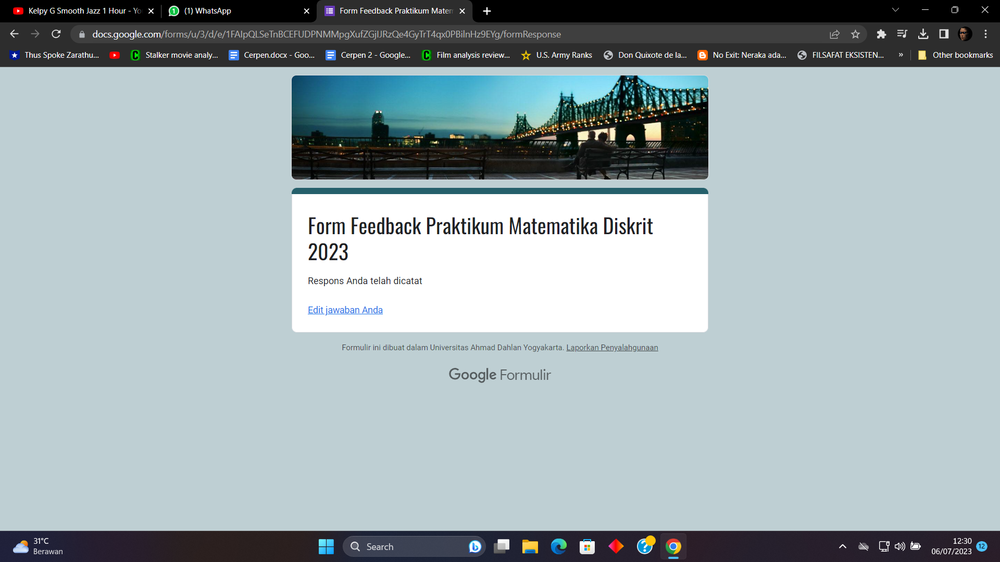 Kelpy G Smooth Jazz 1 Hour - Yo
(1) WhatsApp
Form Feedback Praktikum Matem
docs.google.com/forms/u/3/d/e/1FAIpQLSeTnBCEFUDPNMMpgXufZGjIJRzQe4GyTrT4qx0PBiInHz9EYg/formResponse
Thus Spoke Zarathu...
Stalker movie analy...
Cerpen.docx - Goo...
Cerpen 2 - Google...
Film analysis review...
U.S. Army Ranks
Don Quixote de la...
No Exit: Neraka ada...
FILSAFAT EKSISTEN...
»
Other bookmarks
Form Feedback Praktikum Matematika Diskrit
2023
Respons Anda telah dicatat
Edit jawaban Anda
Formulir ini dibuat dalam Universitas Ahmad Dahlan Yogyakarta. Laporkan Penyalahgunaan
Google Formulir
31°C
Berawan
Search
12:30
06/07/2023
12